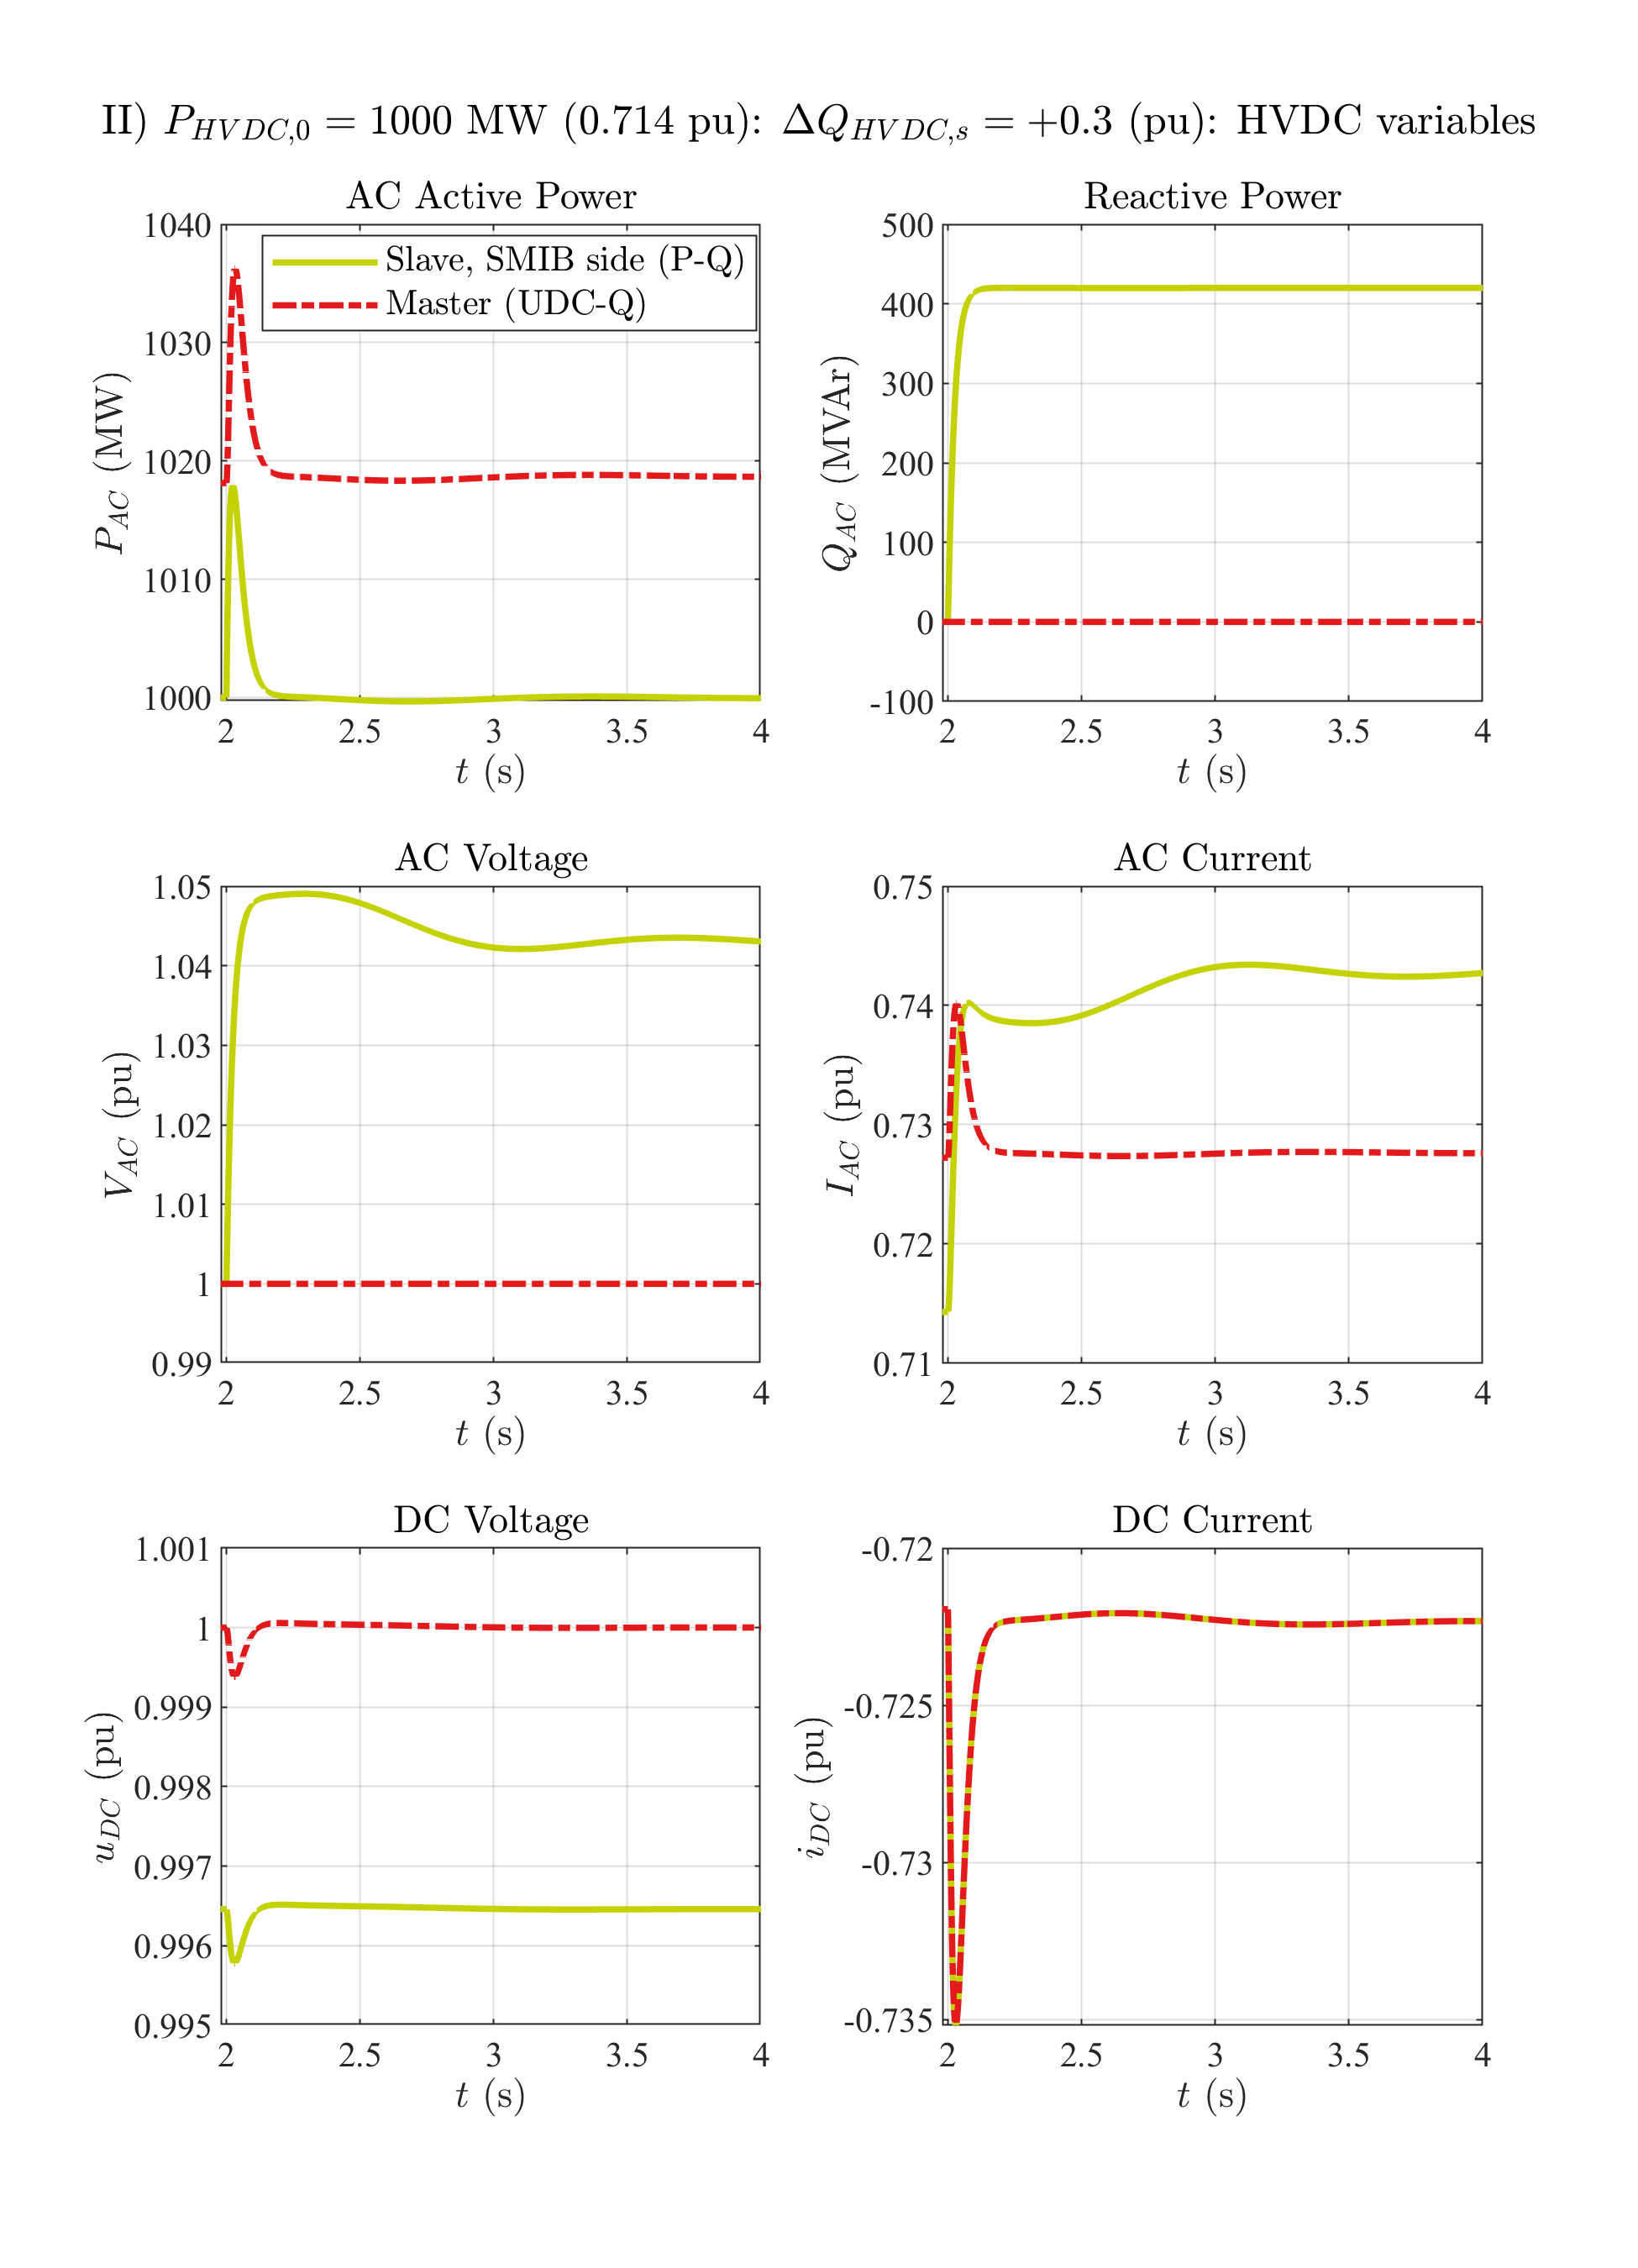 II) P_{HVDC,0} = 1000 MW (0.714 pu): ΔQ_{HVDC,s} = +0.3 (pu): HVDC variables
AC Active Power
1040
1030
1020
1010
1000
P_{AC} (MW)
Slave, SMIB side (P-Q)
Master (UDC-Q)
2 2.5 3 3.5 4
t (s)
Reactive Power
500
400
300
200
100
0
-100
Q_{AC} (MVAr)
2 2.5 3 3.5 4
t (s)
AC Voltage
1.05
1.04
1.03
1.02
1.01
1
0.99
V_{AC} (pu)
2 2.5 3 3.5 4
t (s)
AC Current
0.75
0.74
0.73
0.72
0.71
I_{AC} (pu)
2 2.5 3 3.5 4
t (s)
DC Voltage
1.001
1
0.999
0.998
0.997
0.996
0.995
u_{DC} (pu)
2 2.5 3 3.5 4
t (s)
DC Current
-0.72
-0.725
-0.73
-0.735
i_{DC} (pu)
2 2.5 3 3.5 4
t (s)